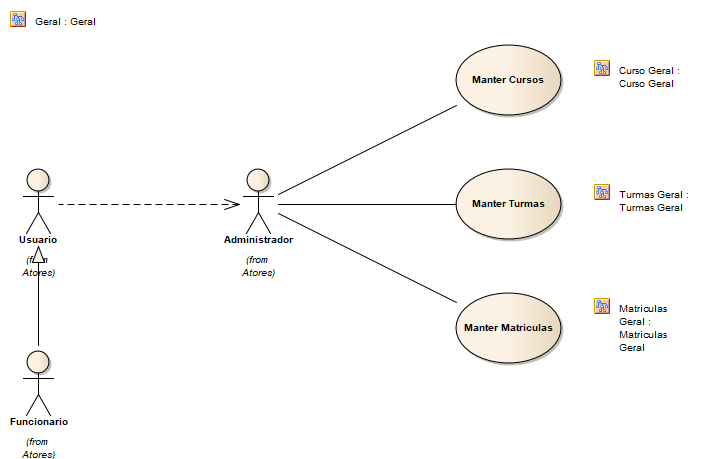 Geral : Geral
Manter Cursos
Curso Geral :
Curso Geral
Usuario
(from
Atores)
Administrador
(from
Atores)
Manter Turmas
Turmas Geral :
Turmas Geral
Manter Matriculas
Matriculas
Geral :
Matriculas
Geral
Funcionario
(from
Atores)